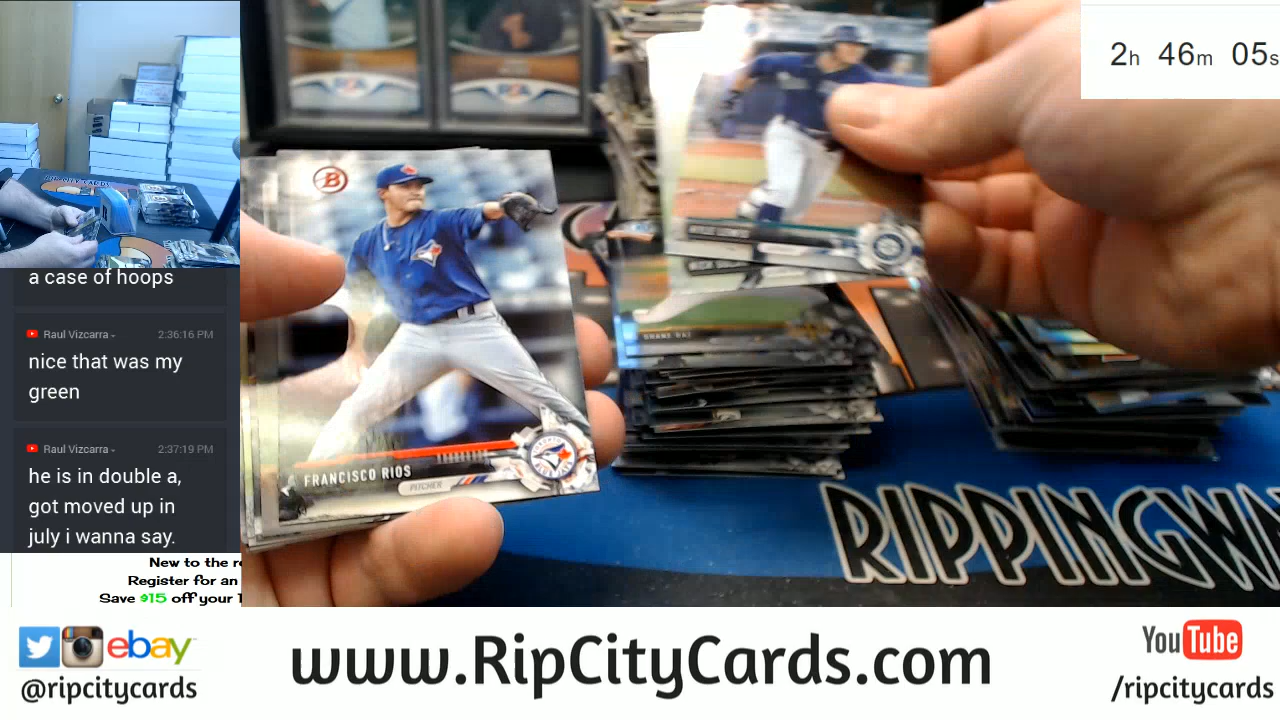 2h 46m 05s
a case of hoops
Raul Vizcarra
2:36:16 PM
nice that was my
green
Raul Vizcarra
2:37:19 PM
he is in double a,
got moved up in
july i wanna say.
New to the
Register for an
Save $15 off your
B
FRANCISCO RIOS
PITCHER
RIPPINGW
ebay
@ripcitycards
www.RipCityCards.com
YouTube
/ripcitycards